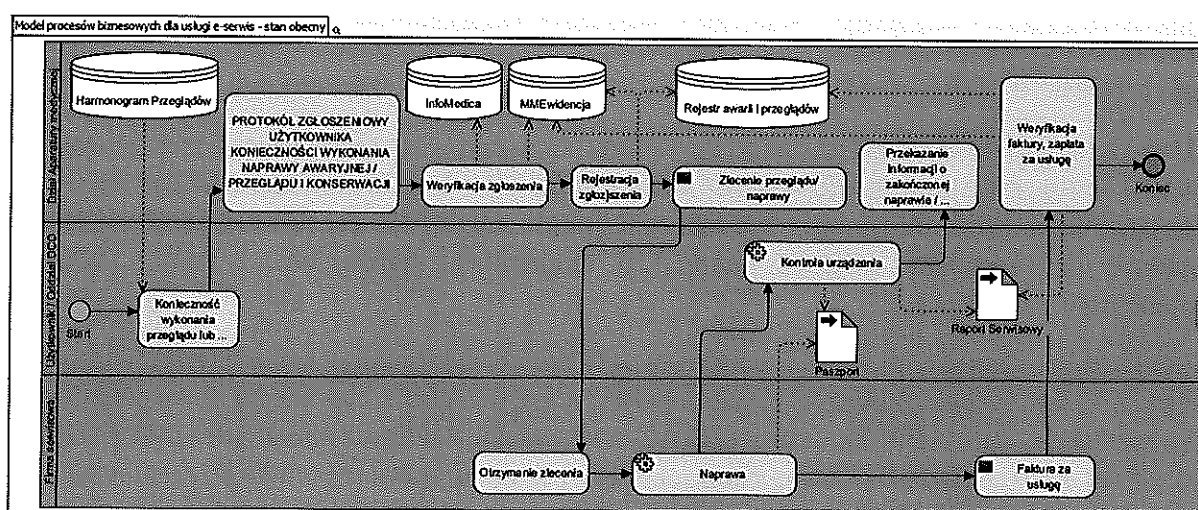 Model procesów biznesowych dla usługi e-serwis - stan obecny
Dział Aparatury Medycznej
Harmonogram Przeglądów
PROTOKÓŁ ZGŁOSZENIOWY
UŻYTKOWNIKA
KONIECZNOŚCI WYKONANIA
NAPRAWY AWARYJNEJ /
PRZEGLĄDU I KONSERWACJI
InfoMedica
MMEwidencja
Rejestr awarii i przeglądów
Weryfikacja zgłoszenia
Rejestracja
zgłozjszenia
Zlecenie przeglądu/
naprawy
Przekazanie
informacji o
zakończonej
naprawie / ...
Weryfikacja
faktury, zapłata
za usługę
Koniec
Użytkownik / Oddział DCO
Start
Konieczność
wykonania
przeglądu lub ...
Kontrola urządzenia
Paszport
Raport Serwisowy
Firma serwisowa
Otrzymanie zlecenia
Naprawa
Faktura za
usługę